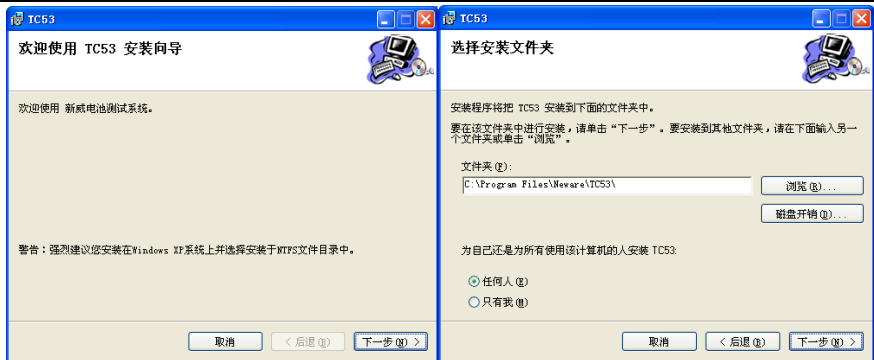 TC53
欢迎使用 TC53 安装向导
欢迎使用 新威电池测试系统。
警告：强烈建议您安装在Windows XP系统上并选择安装于NTFS文件目录中。
取消
< 后退(B)
下一步(N) >
TC53
选择安装文件夹
安装程序将把 TC53 安装到下面的文件夹中。
要在该文件夹中进行安装，请单击“下一步”。要安装到其他文件夹，请在下面输入另一
个文件夹或单击“浏览”。
文件夹(F):
C:\Program Files\Neware\TC53\
浏览(R)...
磁盘开销(D)...
为自己还是为所有使用该计算机的人安装 TC53:
任何人(E)
只有我(M)
取消
< 后退(B)
下一步(N) >